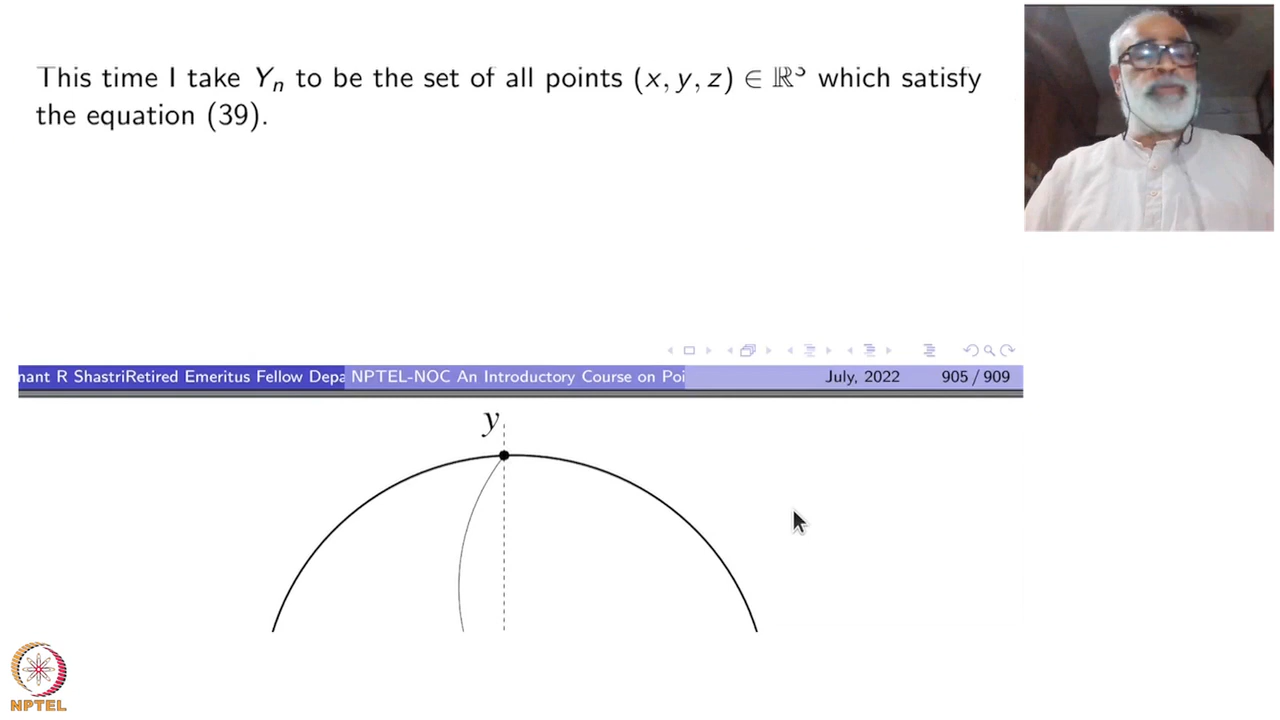 This time I take Yₙ to be the set of all points (x, y, z) ∈ ℝ³ which satisfy
the equation (39).
nant R ShastriRetired Emeritus Fellow Depa NPTEL-NOC An Introductory Course on Poi July, 2022 905 / 909
y
NPTEL